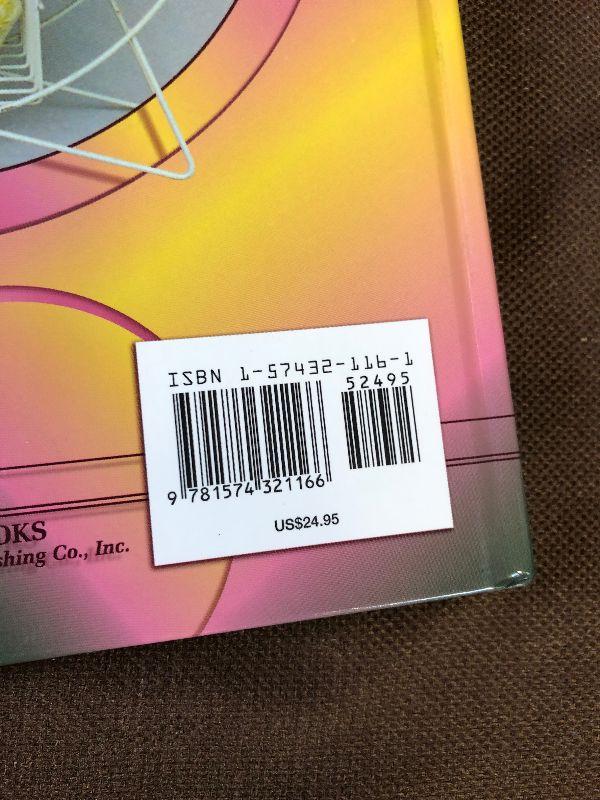 ISBN 1-57432-116-1
52495
9 781574 321166
US$24.95
OKS
shing Co., Inc.